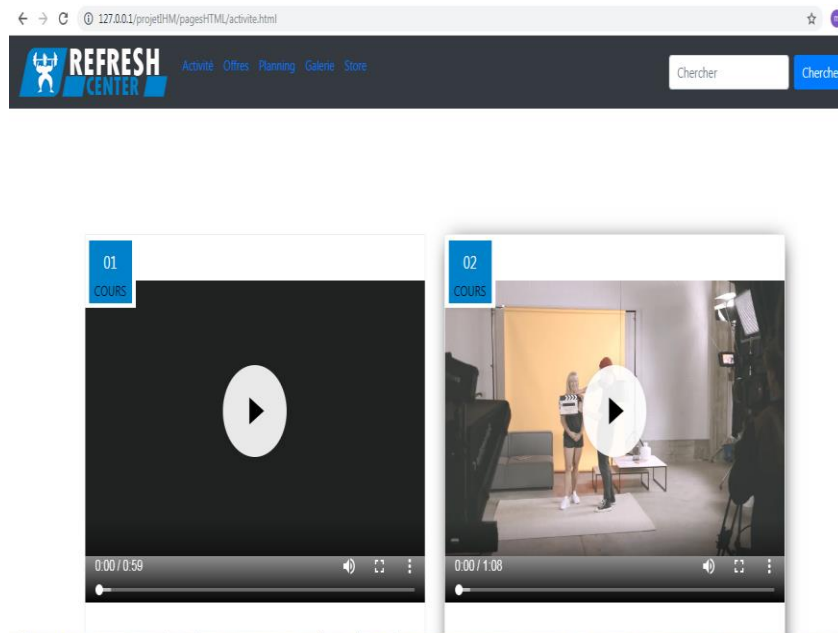 127.0.0.1/projetIHM/pagesHTML/activite.html
REFRESH
CENTER
Activité Offres Planning Galerie Store
Chercher
Cherche
01
COURS
02
COURS
0:00 / 0:59
0:00 / 1:08